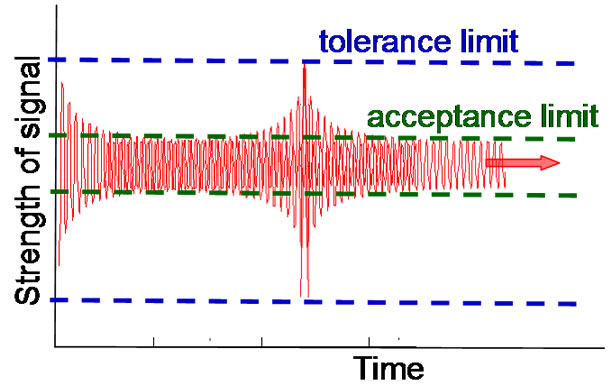 tolerance limit
acceptance limit
Strength of signal
Time